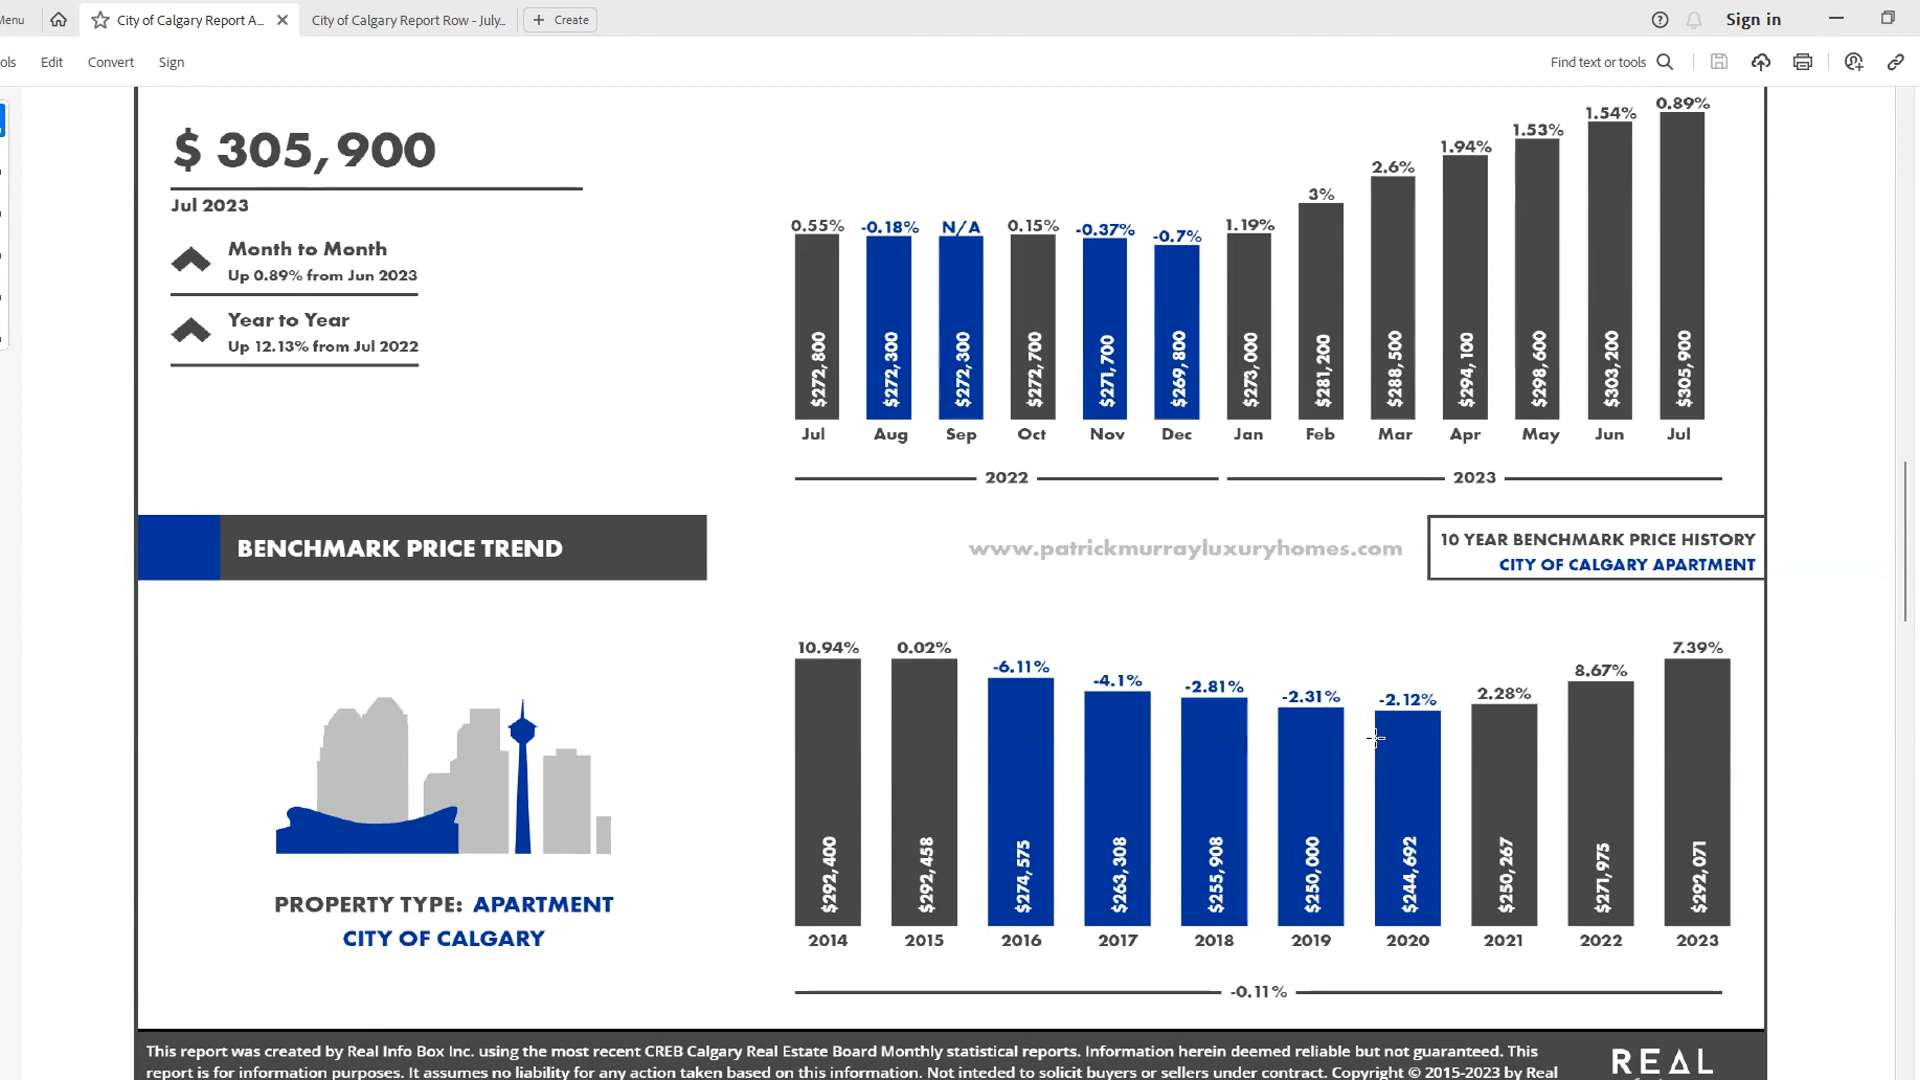 Menu
City of Calgary Report A...
City of Calgary Report Row - July...
Create
Sign in
ols
Edit
Convert
Sign
Find text or tools
$ 305,900
Jul 2023
Month to Month
Up 0.89% from Jun 2023
Year to Year
Up 12.13% from Jul 2022
0.55% -0.18% N/A 0.15% -0.37% -0.7% 1.19% 3% 2.6% 1.94% 1.53% 1.54% 0.89%
$272,800 $272,300 $272,300 $272,700 $271,700 $269,800 $273,000 $281,200 $288,500 $294,100 $298,600 $303,200 $305,900
Jul Aug Sep Oct Nov Dec Jan Feb Mar Apr May Jun Jul
2022 2023
BENCHMARK PRICE TREND
www.patrickmurrayluxuryhomes.com
10 YEAR BENCHMARK PRICE HISTORY
CITY OF CALGARY APARTMENT
10.94% 0.02% -6.11% -4.1% -2.81% -2.31% -2.12% 2.28% 8.67% 7.39%
$292,400 $292,458 $274,575 $263,308 $255,908 $250,000 $244,692 $250,267 $271,975 $292,071
2014 2015 2016 2017 2018 2019 2020 2021 2022 2023
-0.11%
PROPERTY TYPE: APARTMENT
CITY OF CALGARY
This report was created by Real Info Box Inc. using the most recent CREB Calgary Real Estate Board Monthly statistical reports. Information herein deemed reliable but not guaranteed. This
report is for information purposes. It assumes no liability for any action taken based on this information. Not inteded to solicit buyers or sellers under contract. Copyright © 2015-2023 by Real
REAL